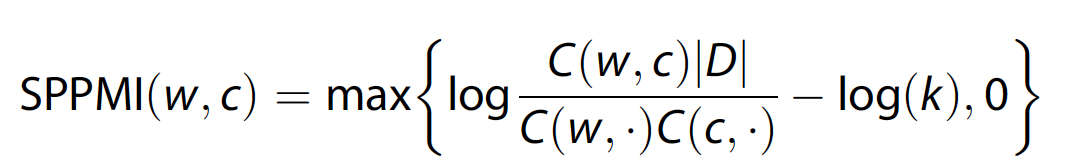 SPPMI(w, c) = max{log C(w, c)|D| / C(w, ·)C(c, ·) − log(k), 0}